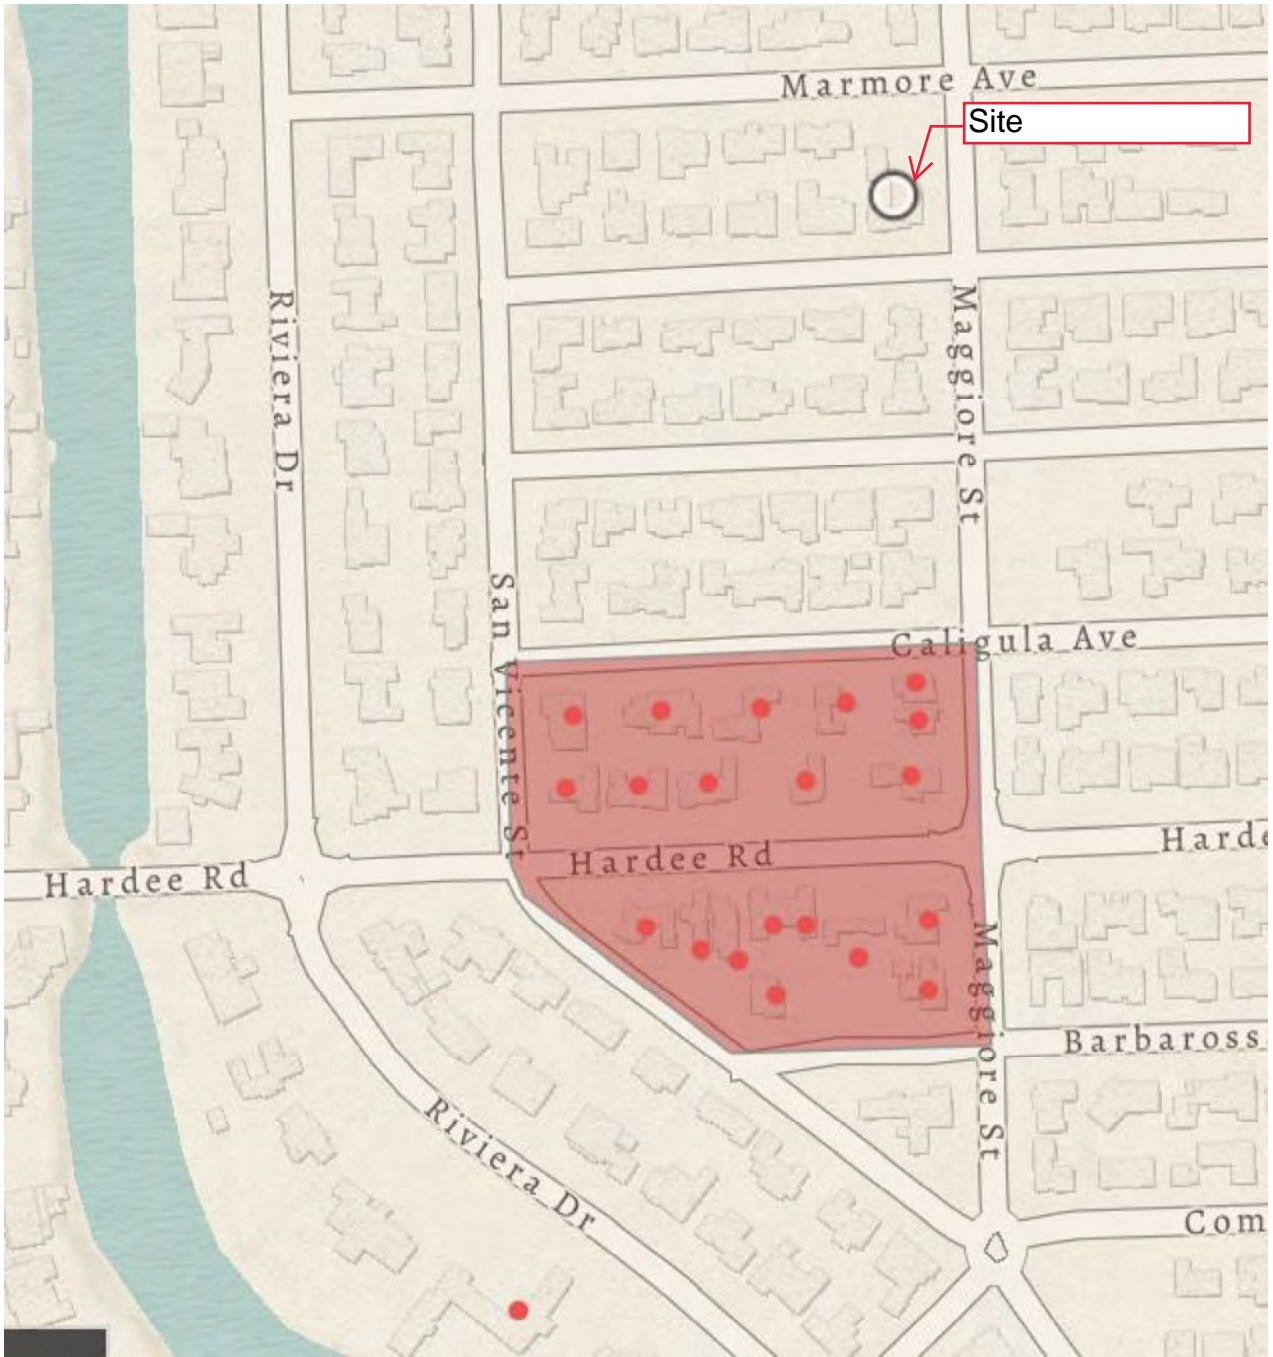 Marmore Ave
Site
Riviera Dr
Maggiore St
San Vicente St
Caligula Ave
Hardee Rd
Harde
Hardee Rd
Maggiore St
Barbaross
Riviera Dr
Com